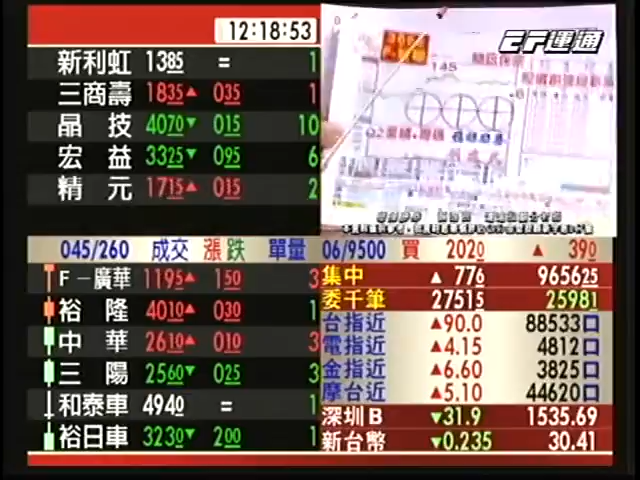 12:18:53
EF運通
新利虹 1385 = 1
三商壽 1835▲ 035 1
晶技 4070▼ 015 10
宏益 3325▼ 095 6
精元 1715▲ 015 2
145
045/260 成交 漲跌 單量
06/9500 買 2020 ▲ 390
F－廣華 1195▲ 150 3
裕隆 4010▲ 030 1
中華 2610▲ 010 3
三陽 2560▼ 025 3
和泰車 4940 = 1
裕日車 3230▼ 200 1
集中 ▲ 776 965625
委千筆 27515 25981
台指近 ▲90.0 88533口
電指近 ▲4.15 4812口
金指近 ▲6.60 3825口
摩台近 ▲5.10 44620口
深圳B ▼31.9 1535.69
新台幣 ▼0.235 30.41